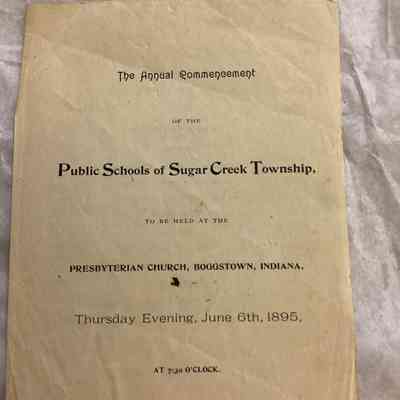 The Annual Commencement
OF THE
Public Schools of Sugar Creek Township,
TO BE HELD AT THE
PRESBYTERIAN CHURCH, BOGGSTOWN, INDIANA.
Thursday Evening, June 6th, 1895,
AT 7:30 O'CLOCK.